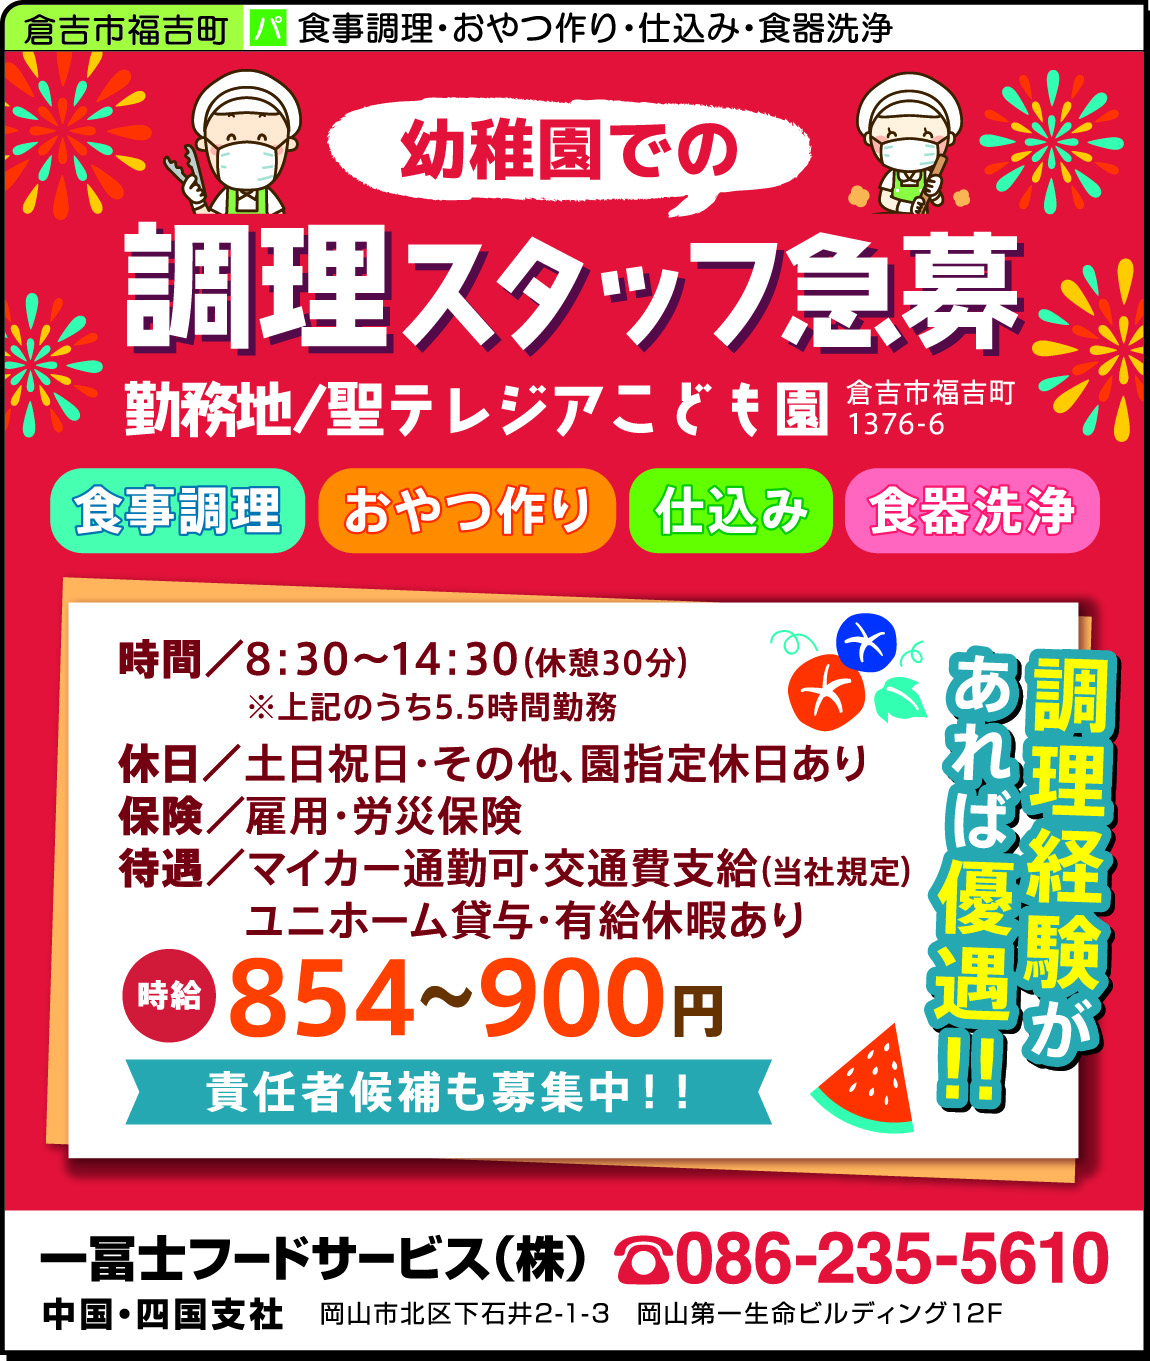 倉吉市福吉町 パ 食事調理・おやつ作り・仕込み・食器洗浄
幼稚園での
調理スタッフ急募
勤務地/聖テレジアこども園 倉吉市福吉町
1376-6
食事調理 おやつ作り 仕込み 食器洗浄
時間/8:30〜14:30(休憩30分)
※上記のうち5.5時間勤務
休日/土日祝日・その他、園指定休日あり
保険/雇用・労災保険
待遇/マイカー通勤可・交通費支給(当社規定)
ユニホーム貸与・有給休暇あり
時給 854〜900円
責任者候補も募集中!!
調理経験が
あれば優遇!!
一冨士フードサービス(株) ☎086-235-5610
中国・四国支社 岡山市北区下石井2-1-3 岡山第一生命ビルディング12F